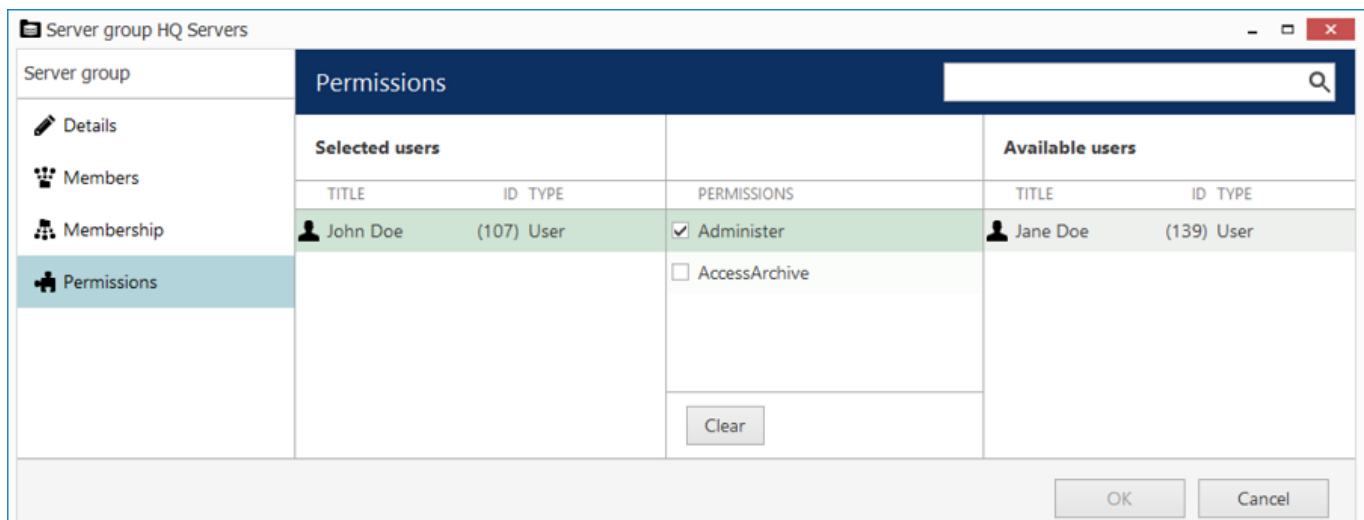 Server group HQ Servers
Server group
Permissions
Details
Members
Membership
Permissions
Selected users
Available users
TITLE ID TYPE
PERMISSIONS
TITLE ID TYPE
John Doe (107) User
Administer
Jane Doe (139) User
AccessArchive
Clear
OK
Cancel